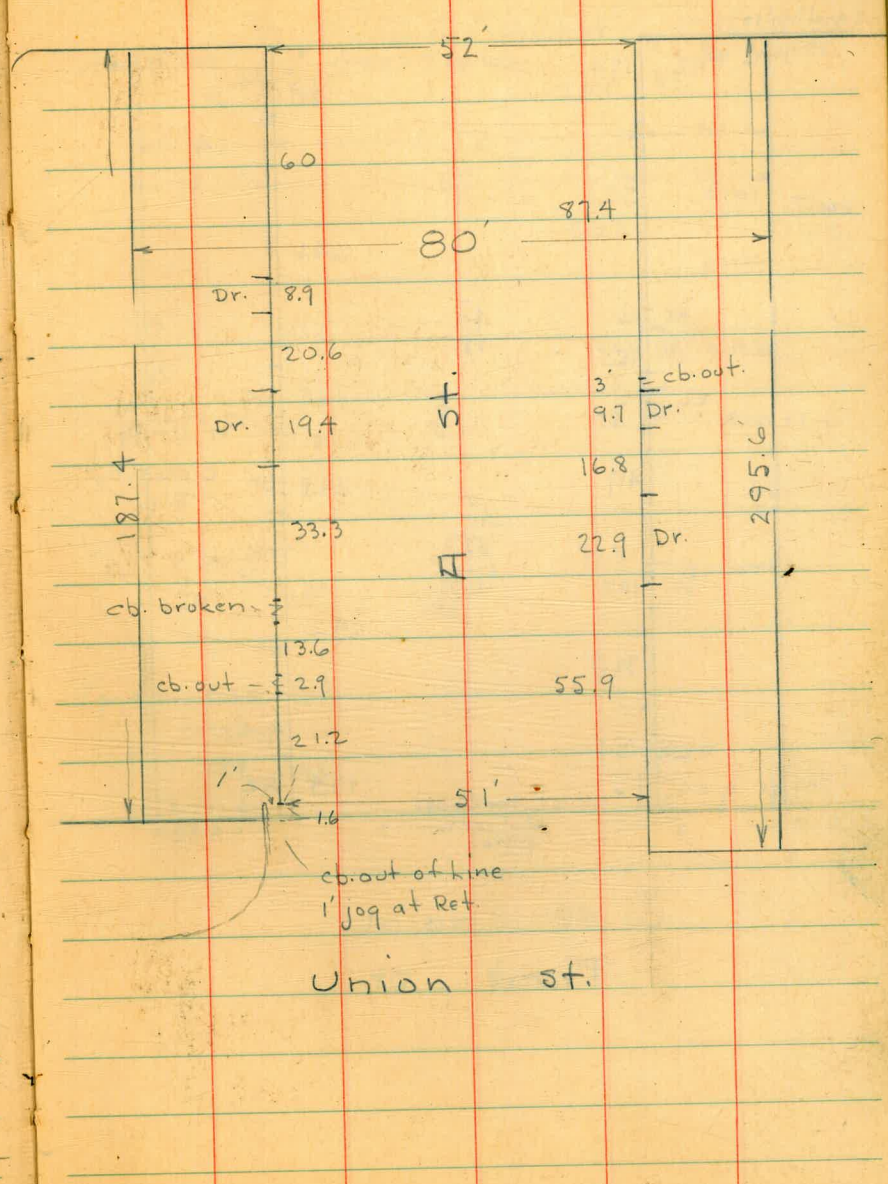 52'
60
87.4
80'
Dr. 8.9
20.6
3' cb.out.
9.7 Dr.
Dr. 19.4
A St.
16.8
187.4
295.6
33.3
22.9 Dr.
cb. broken
13.6
cb.out 2.9
55.9
21.2
1'
51'
1.6
cb.out of Line
1' jog at Ret.
Union St.